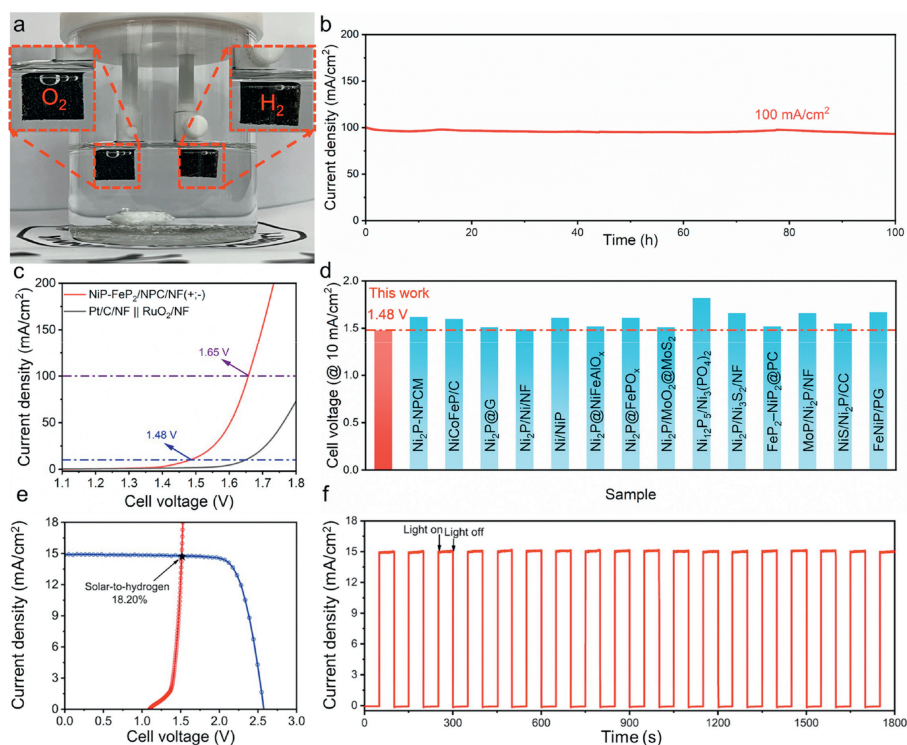 a
O₂
H₂
b
Current density (mA/cm²)
200
150
100
50
0
100 mA/cm²
0
20
40
60
80
100
Time (h)
c
Current density (mA/cm²)
200
150
100
50
0
NiP-FeP₂/NPC/NF(+;-)
Pt/C/NF || RuO₂/NF
1.65 V
1.48 V
1.1
1.2
1.3
1.4
1.5
1.6
1.7
1.8
Cell voltage (V)
d
Cell voltage (@ 10 mA/cm²)
2.0
1.5
1.0
0.5
0.0
This work
1.48 V
Ni₂P-NPCM
NiCoFeP/C
Ni₂P@G
Ni₂P/Ni/NF
Ni/NiP
Ni₂P@NiFeAlOₓ
Ni₂P@FePOₓ
Ni₂P/MoO₂@MoS₂
Ni₁₂P₅/Ni₃(PO₄)₂
Ni₂P/Ni₃S₂/NF
FeP₂–NiP₂@PC
MoP/Ni₂P/NF
NiS/Ni₂P/CC
FeNiP/PG
Sample
e
Current density (mA/cm²)
18
15
12
9
6
3
0
Solar-to-hydrogen
18.20%
0.0
0.5
1.0
1.5
2.0
2.5
3.0
Cell voltage (V)
f
Current density (mA/cm²)
18
15
12
9
6
3
0
Light on
Light off
0
300
600
900
1200
1500
1800
Time (s)